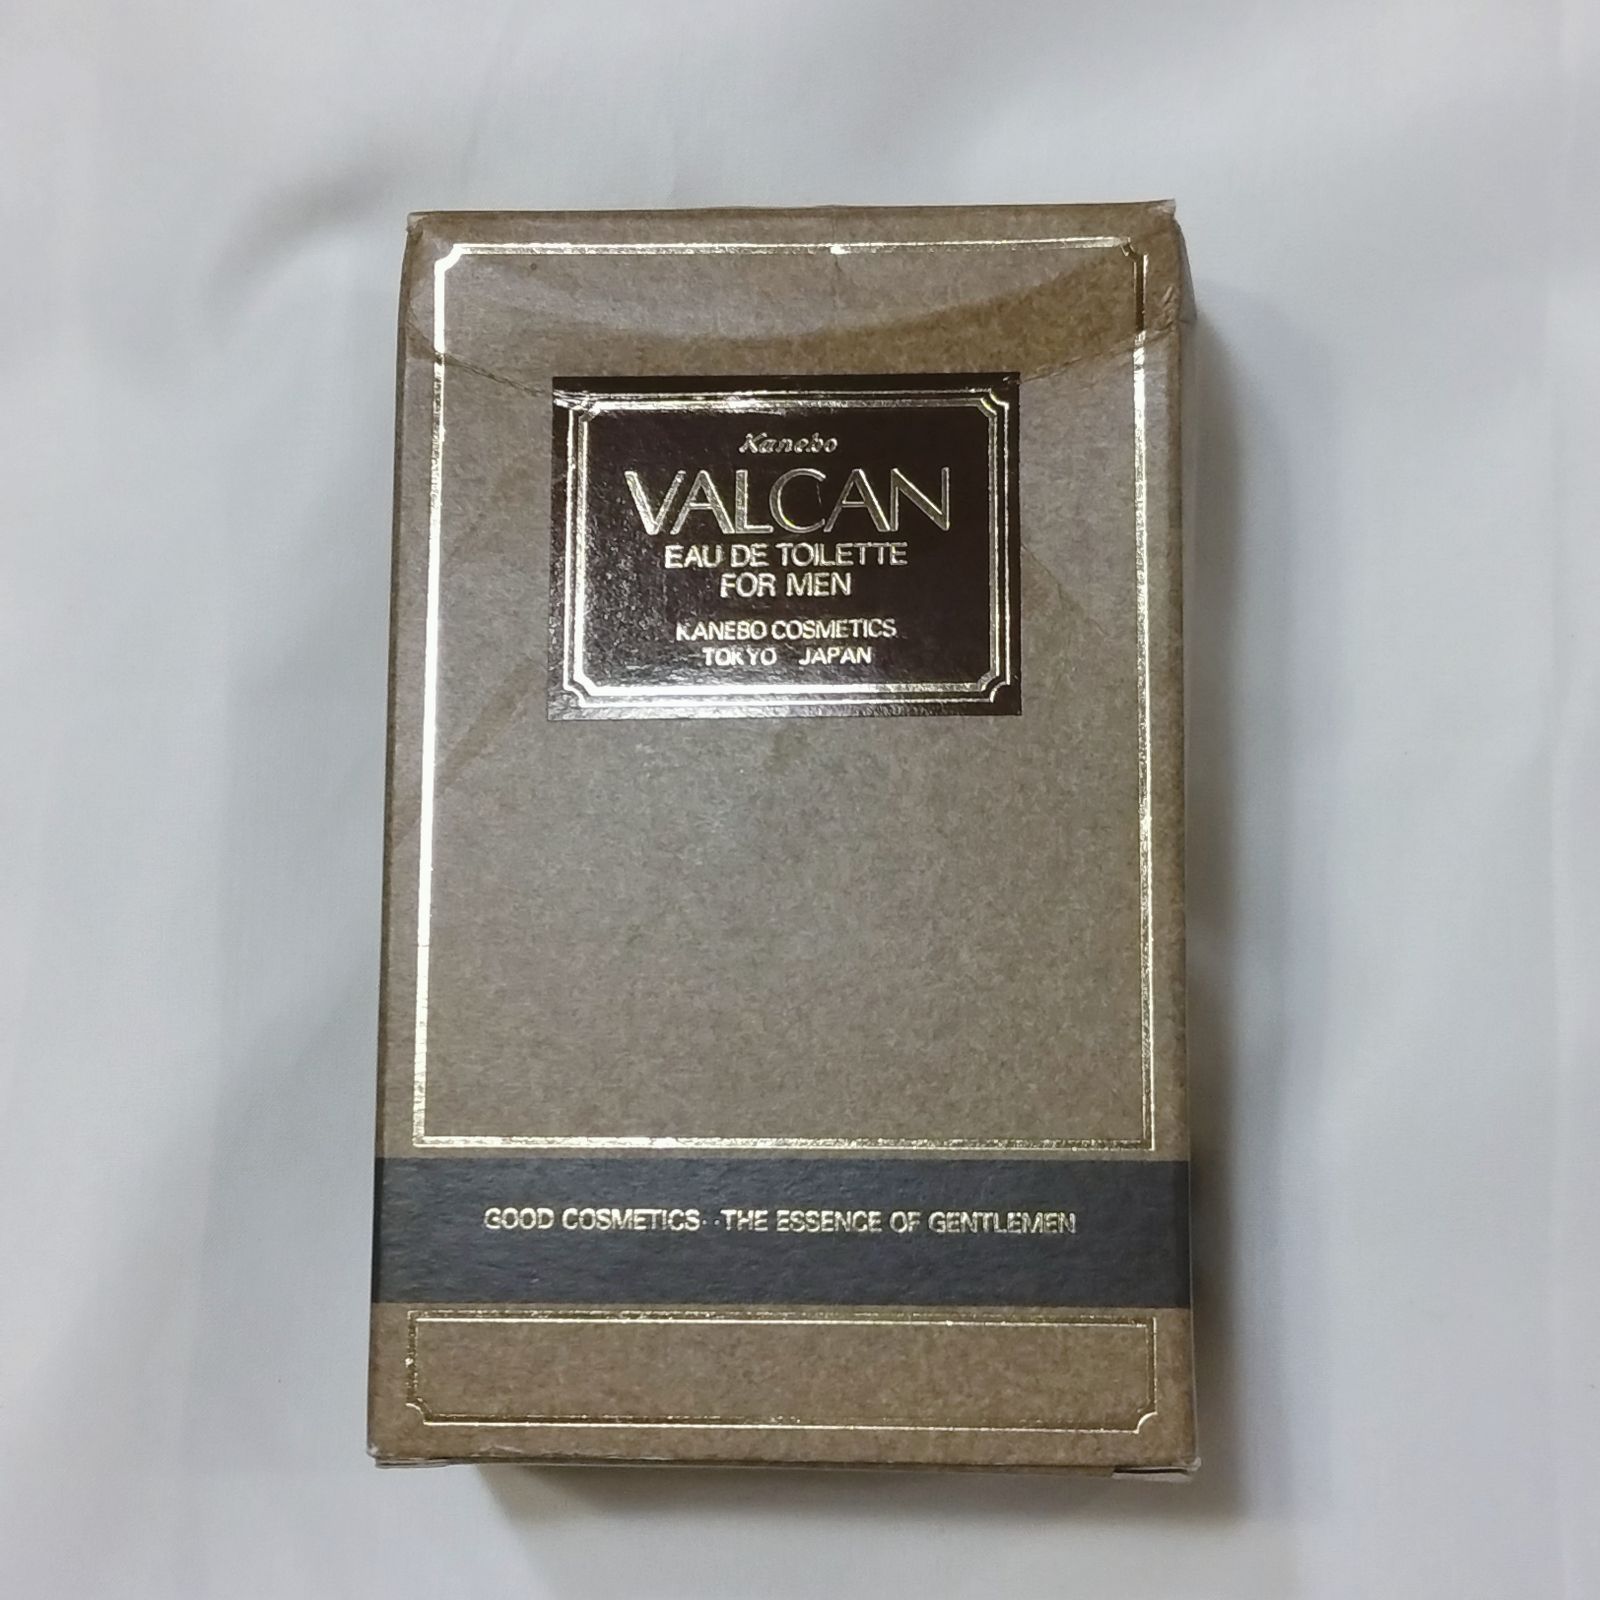 Kanebo
VALCAN
EAU DE TOILETTE
FOR MEN
KANEBO COSMETICS
TOKYO JAPAN
GOOD COSMETICS··THE ESSENCE OF GENTLEMEN